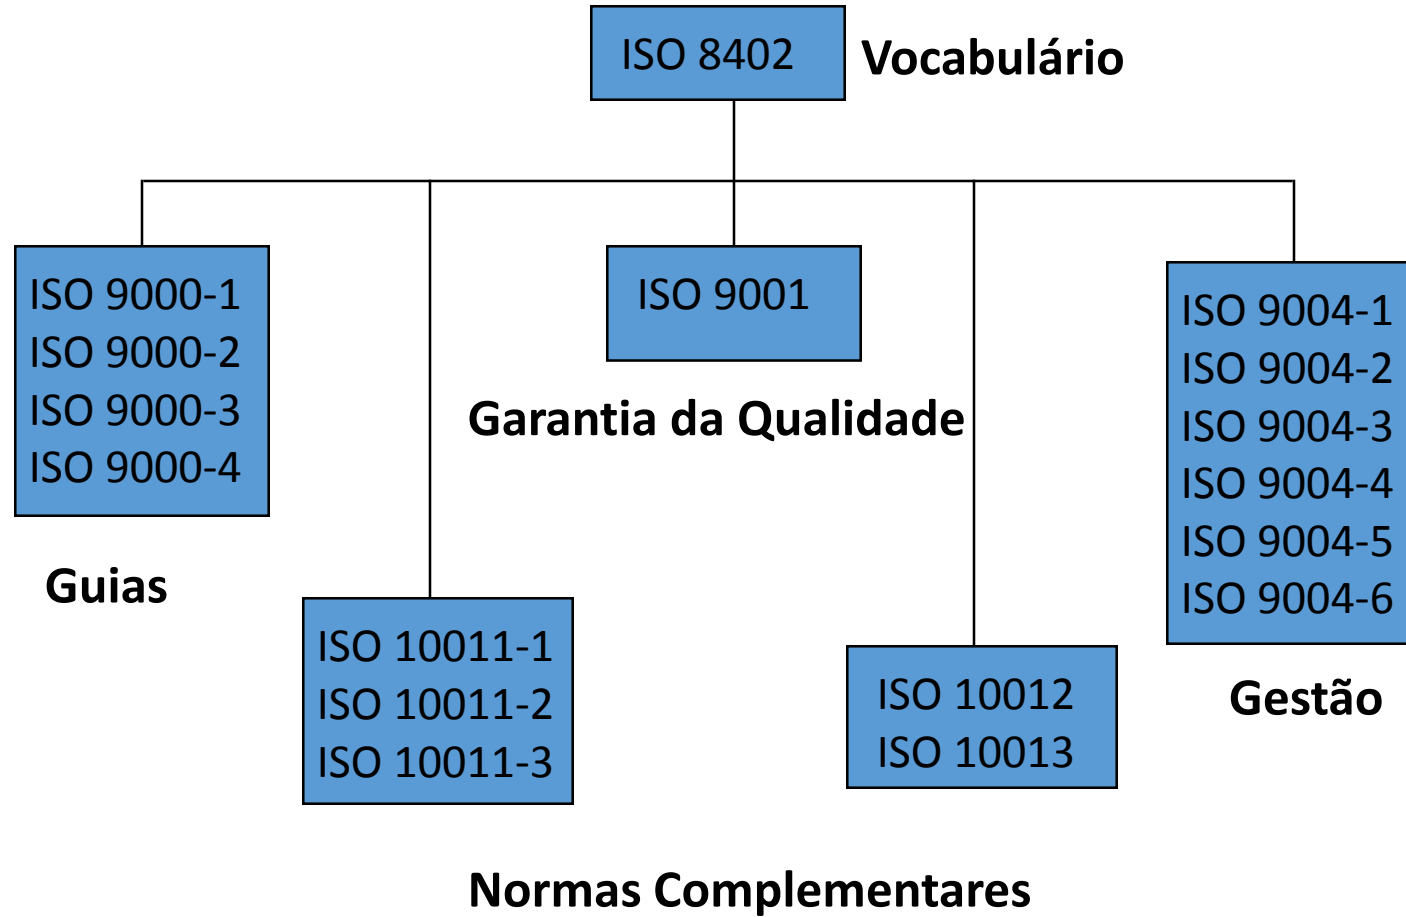 ISO 8402
Vocabulário
ISO 9000-1
ISO 9000-2
ISO 9000-3
ISO 9000-4
Guias
ISO 10011-1
ISO 10011-2
ISO 10011-3
ISO 9001
Garantia da Qualidade
ISO 10012
ISO 10013
ISO 9004-1
ISO 9004-2
ISO 9004-3
ISO 9004-4
ISO 9004-5
ISO 9004-6
Gestão
Normas Complementares